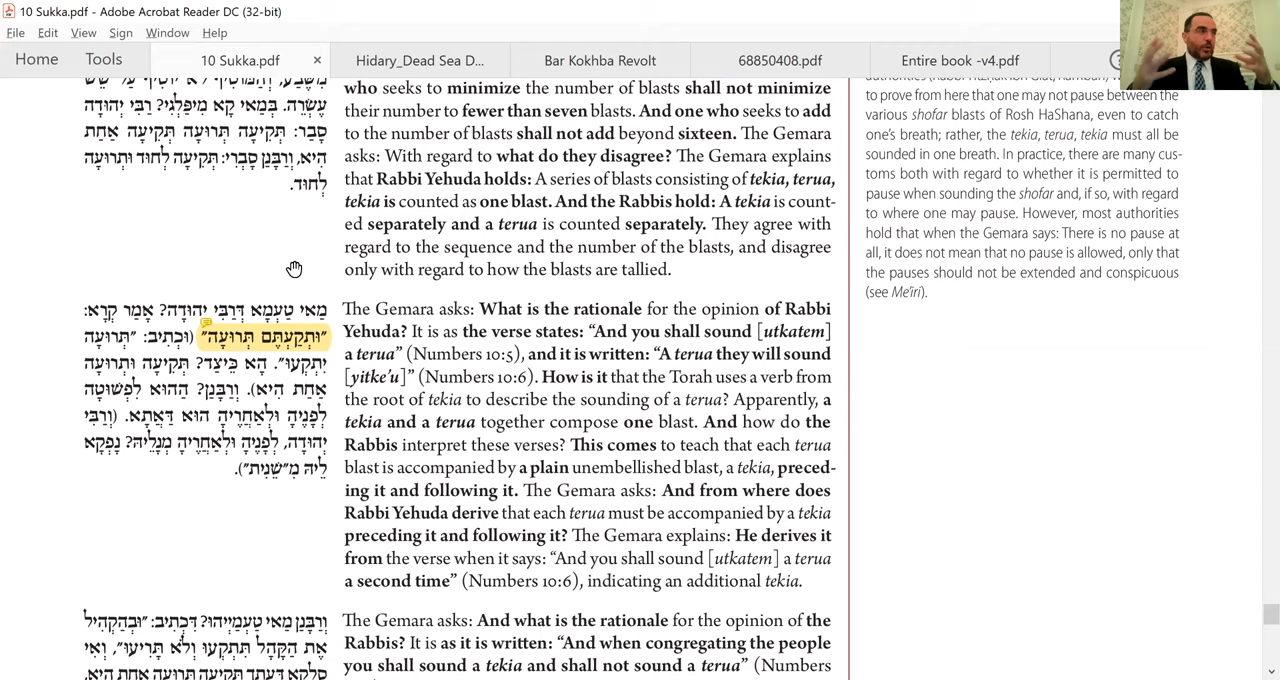 10 Sukka.pdf - Adobe Acrobat Reader DC (32-bit)
File Edit View Sign Window Help
Home Tools 10 Sukka.pdf × Hidary_Dead Sea D... Bar Kokhba Revolt 68850408.pdf Entire book -v4.pdf
עֶשְׂרֵה. בְּמַאי קָא מִיפַּלְגִי? רַבִּי יְהוּדָה
סָבַר: תְּקִיעָה תְּרוּעָה תְּקִיעָה אַחַת
הִיא, וְרַבָּנַן סָבְרִי: תְּקִיעָה לְחוּד וּתְרוּעָה
לְחוּד.
מַאי טַעְמָא דְּרַבִּי יְהוּדָה? אָמַר קְרָא:
״וּתְקַעְתֶּם תְּרוּעָה״ (וּכְתִיב: ״תְּרוּעָה
יִתְקְעוּ״. הָא כֵּיצַד? תְּקִיעָה וּתְרוּעָה
אַחַת הִיא). וְרַבָּנַן? הַהוּא לִפְשׁוּטָה
לְפָנֶיהָ וּלְאַחֲרֶיהָ הוּא דַּאֲתָא. (וְרַבִּי
יְהוּדָה, לְפָנֶיהָ וּלְאַחֲרֶיהָ מְנָלֵיהּ? נָפְקָא
לֵיהּ מִ״שֵּׁנִית״).
וְרַבָּנַן מַאי טַעְמַיְיהוּ? דִּכְתִיב: ״וּבְהַקְהִיל
אֶת הַקָּהָל תִּתְקְעוּ וְלֹא תָרִיעוּ״, וְאִי
סָלְקָא דַעְתָּךְ תְּקִיעָה תְּרוּעָה אַחַת הִיא,
who seeks to minimize the number of blasts shall not minimize
their number to fewer than seven blasts. And one who seeks to add
to the number of blasts shall not add beyond sixteen. The Gemara
asks: With regard to what do they disagree? The Gemara explains
that Rabbi Yehuda holds: A series of blasts consisting of tekia, terua,
tekia is counted as one blast. And the Rabbis hold: A tekia is count-
ed separately and a terua is counted separately. They agree with
regard to the sequence and the number of the blasts, and disagree
only with regard to how the blasts are tallied.
The Gemara asks: What is the rationale for the opinion of Rabbi
Yehuda? It is as the verse states: “And you shall sound [utkatem]
a terua” (Numbers 10:5), and it is written: “A terua they will sound
[yitke’u]” (Numbers 10:6). How is it that the Torah uses a verb from
the root of tekia to describe the sounding of a terua? Apparently, a
tekia and a terua together compose one blast. And how do the
Rabbis interpret these verses? This comes to teach that each terua
blast is accompanied by a plain unembellished blast, a tekia, preced-
ing it and following it. The Gemara asks: And from where does
Rabbi Yehuda derive that each terua must be accompanied by a tekia
preceding it and following it? The Gemara explains: He derives it
from the verse when it says: “And you shall sound [utkatem] a terua
a second time” (Numbers 10:6), indicating an additional tekia.
The Gemara asks: And what is the rationale for the opinion of the
Rabbis? It is as it is written: “And when congregating the people
you shall sound a tekia and shall not sound a terua” (Numbers
to prove from here that one may not pause between the
various shofar blasts of Rosh HaShana, even to catch
one’s breath; rather, the tekia, terua, tekia must all be
sounded in one breath. In practice, there are many cus-
toms both with regard to whether it is permitted to
pause when sounding the shofar and, if so, with regard
to where one may pause. However, most authorities
hold that when the Gemara says: There is no pause at
all, it does not mean that no pause is allowed, only that
the pauses should not be extended and conspicuous
(see Me’iri).